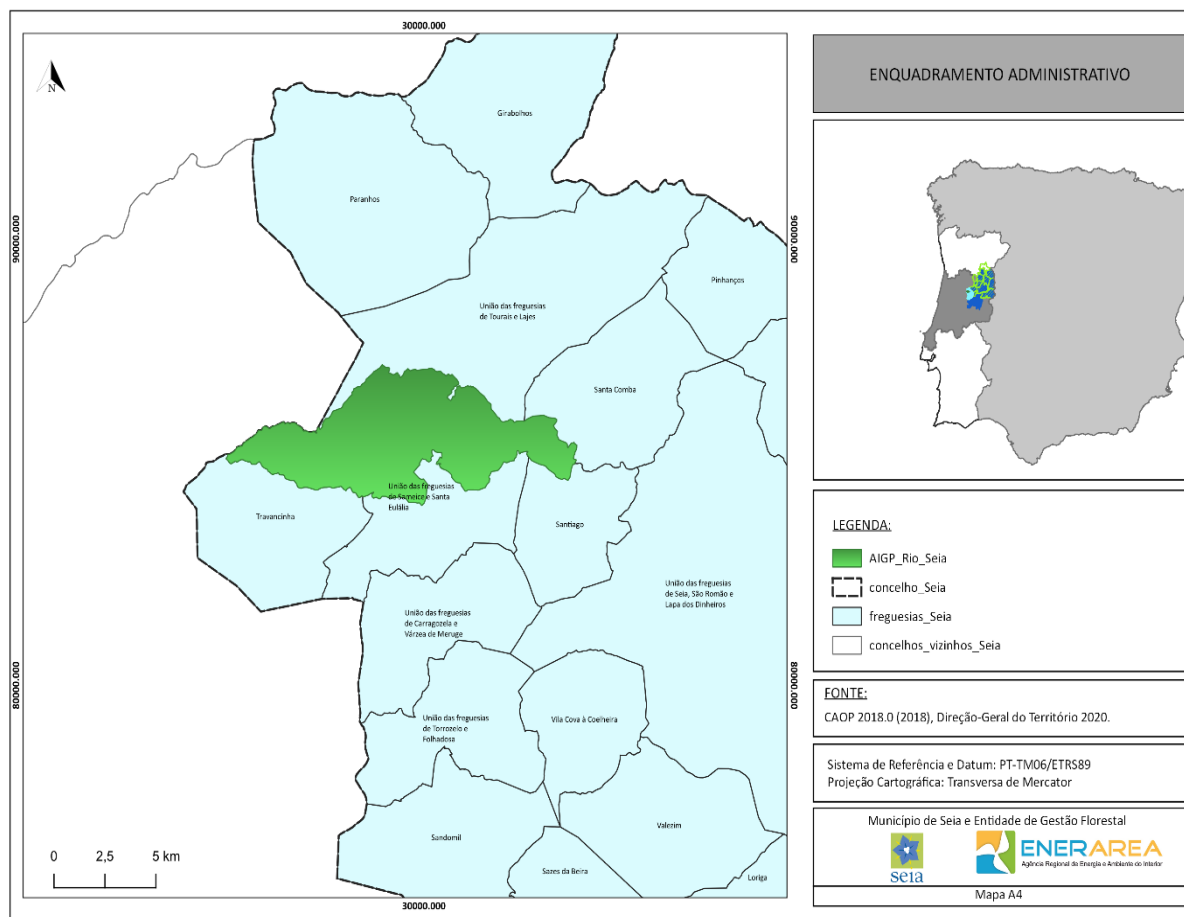 30000.000
N
Girabolhos
Paranhos
90000.000
90000.000
Pinhanços
União das freguesias
de Tourais e Lajes
Santa Comba
União das freguesias
de Sameice e Santa
Eulália
Travancinha
Santiago
União das freguesias
de Seia, São Romão e
Lapa dos Dinheiros
União das freguesias
de Carragozela e
Várzea de Meruge
80000.000
80000.000
União das freguesias
de Torrozelo e
Folhadosa
Vila Cova à Coelheira
Sandomil
Valezim
Sazes da Beira
Loriga
0 2,5 5 km
30000.000
ENQUADRAMENTO ADMINISTRATIVO
LEGENDA:
AIGP_Rio_Seia
concelho_Seia
freguesias_Seia
concelhos_vizinhos_Seia
FONTE:
CAOP 2018.0 (2018), Direção-Geral do Território 2020.
Sistema de Referência e Datum: PT-TM06/ETRS89
Projeção Cartográfica: Transversa de Mercator
Município de Seia e Entidade de Gestão Florestal
seia
ENERAREA
Agência Regional de Energia e Ambiente do Interior
Mapa A4